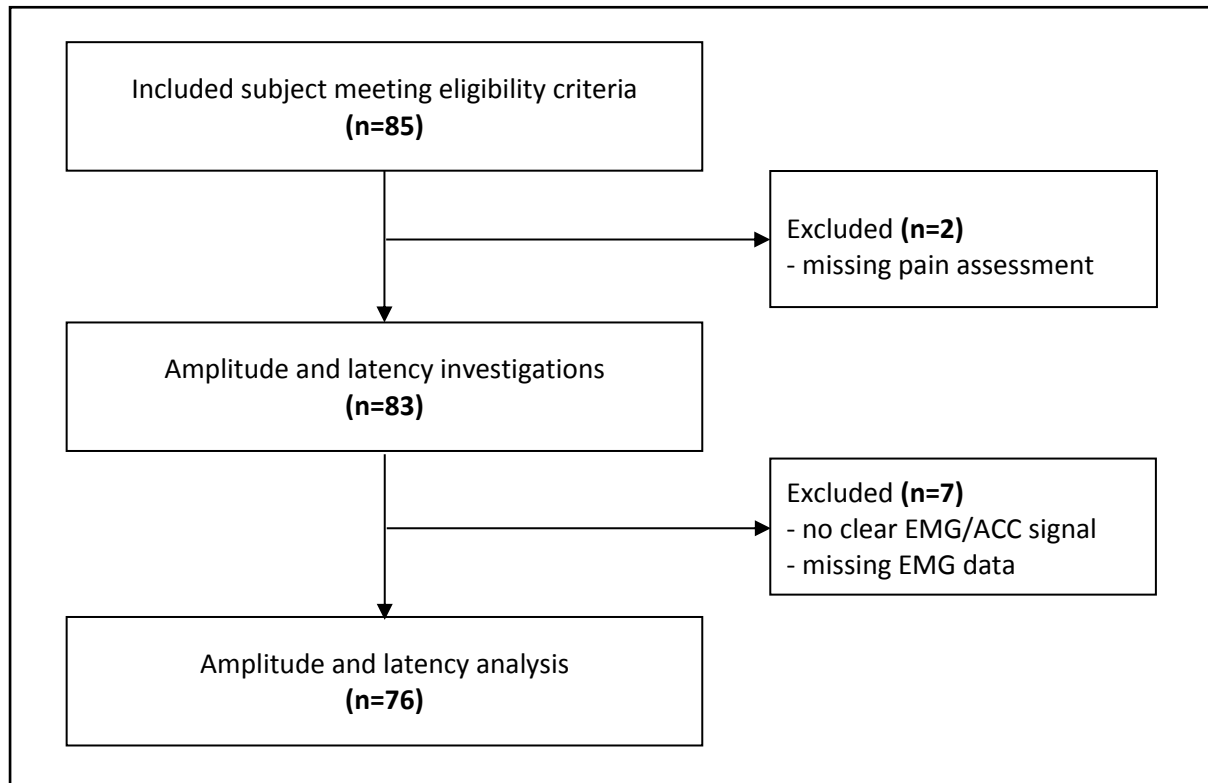 Included subject meeting eligibility criteria
(n=85)
Excluded (n=2)
- missing pain assessment
Amplitude and latency investigations
(n=83)
Excluded (n=7)
- no clear EMG/ACC signal
- missing EMG data
Amplitude and latency analysis
(n=76)